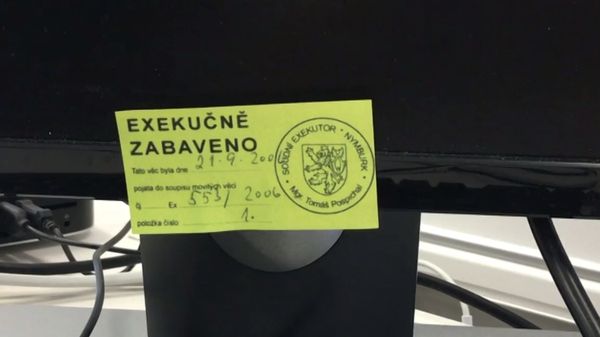 EXEKUČNĚ
ZABAVENO
Tato věc byla dne 21.9.200
pojata do soupisu movitých věcí
Ex 553/2006
položka číslo 1.
SOUDNÍ EXEKUTOR · NYMBURK ·
Mgr. Tomáš Pospíchal